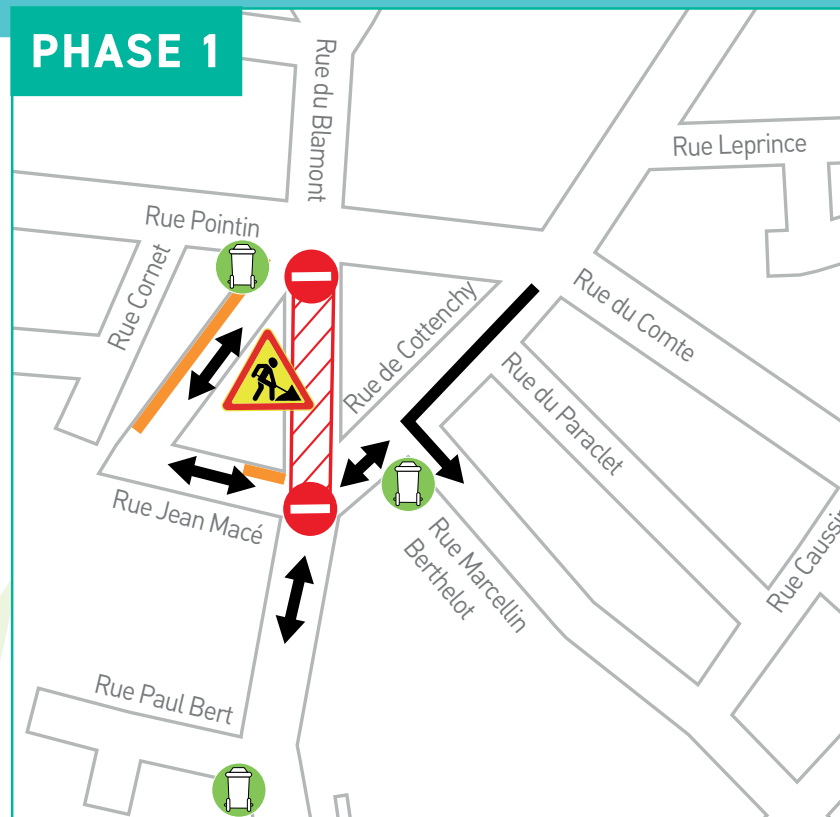 PHASE 1
Rue du Blamont
Rue Leprince
Rue Pointin
Rue Cornet
Rue de Cottenchy
Rue du Comte
Rue du Paraclet
Rue Jean Macé
Rue Marcellin
Berthelot
Rue Paul Bert